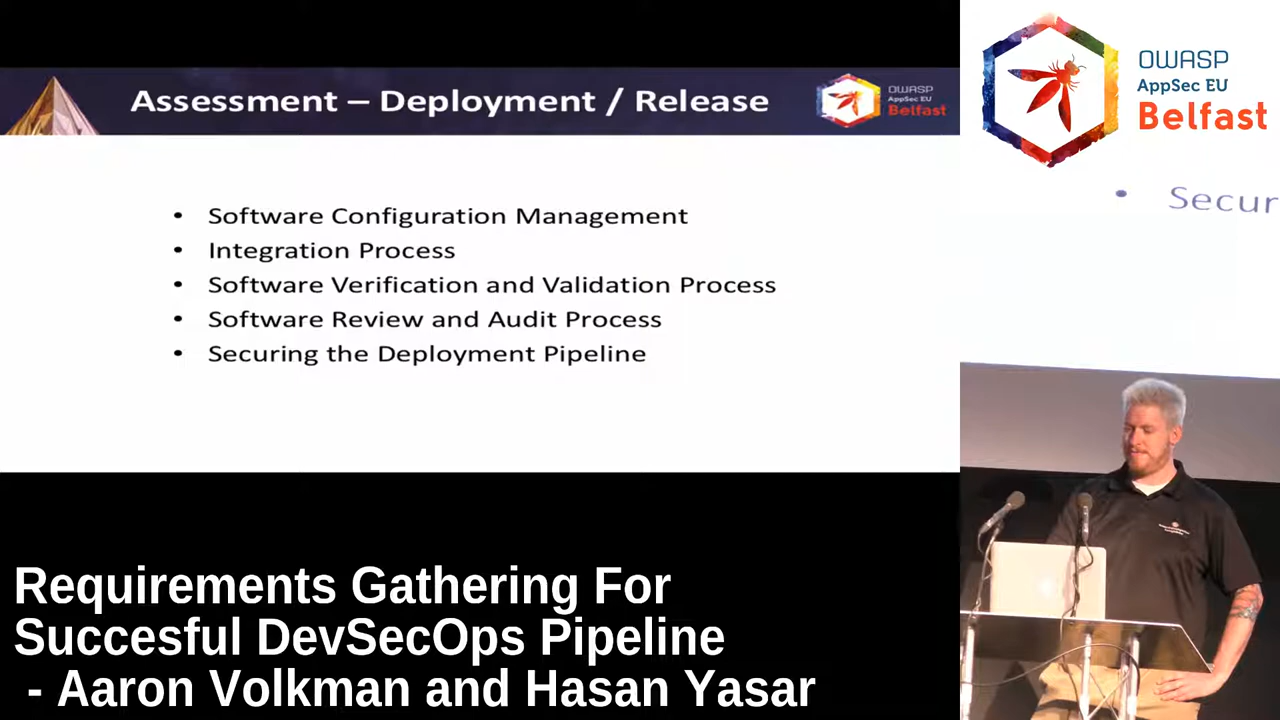 Assessment – Deployment / Release
OWASP
AppSec EU
Belfast
• Software Configuration Management
• Integration Process
• Software Verification and Validation Process
• Software Review and Audit Process
• Securing the Deployment Pipeline
OWASP
AppSec EU
Belfast
• Secur
Requirements Gathering For
Succesful DevSecOps Pipeline
- Aaron Volkman and Hasan Yasar